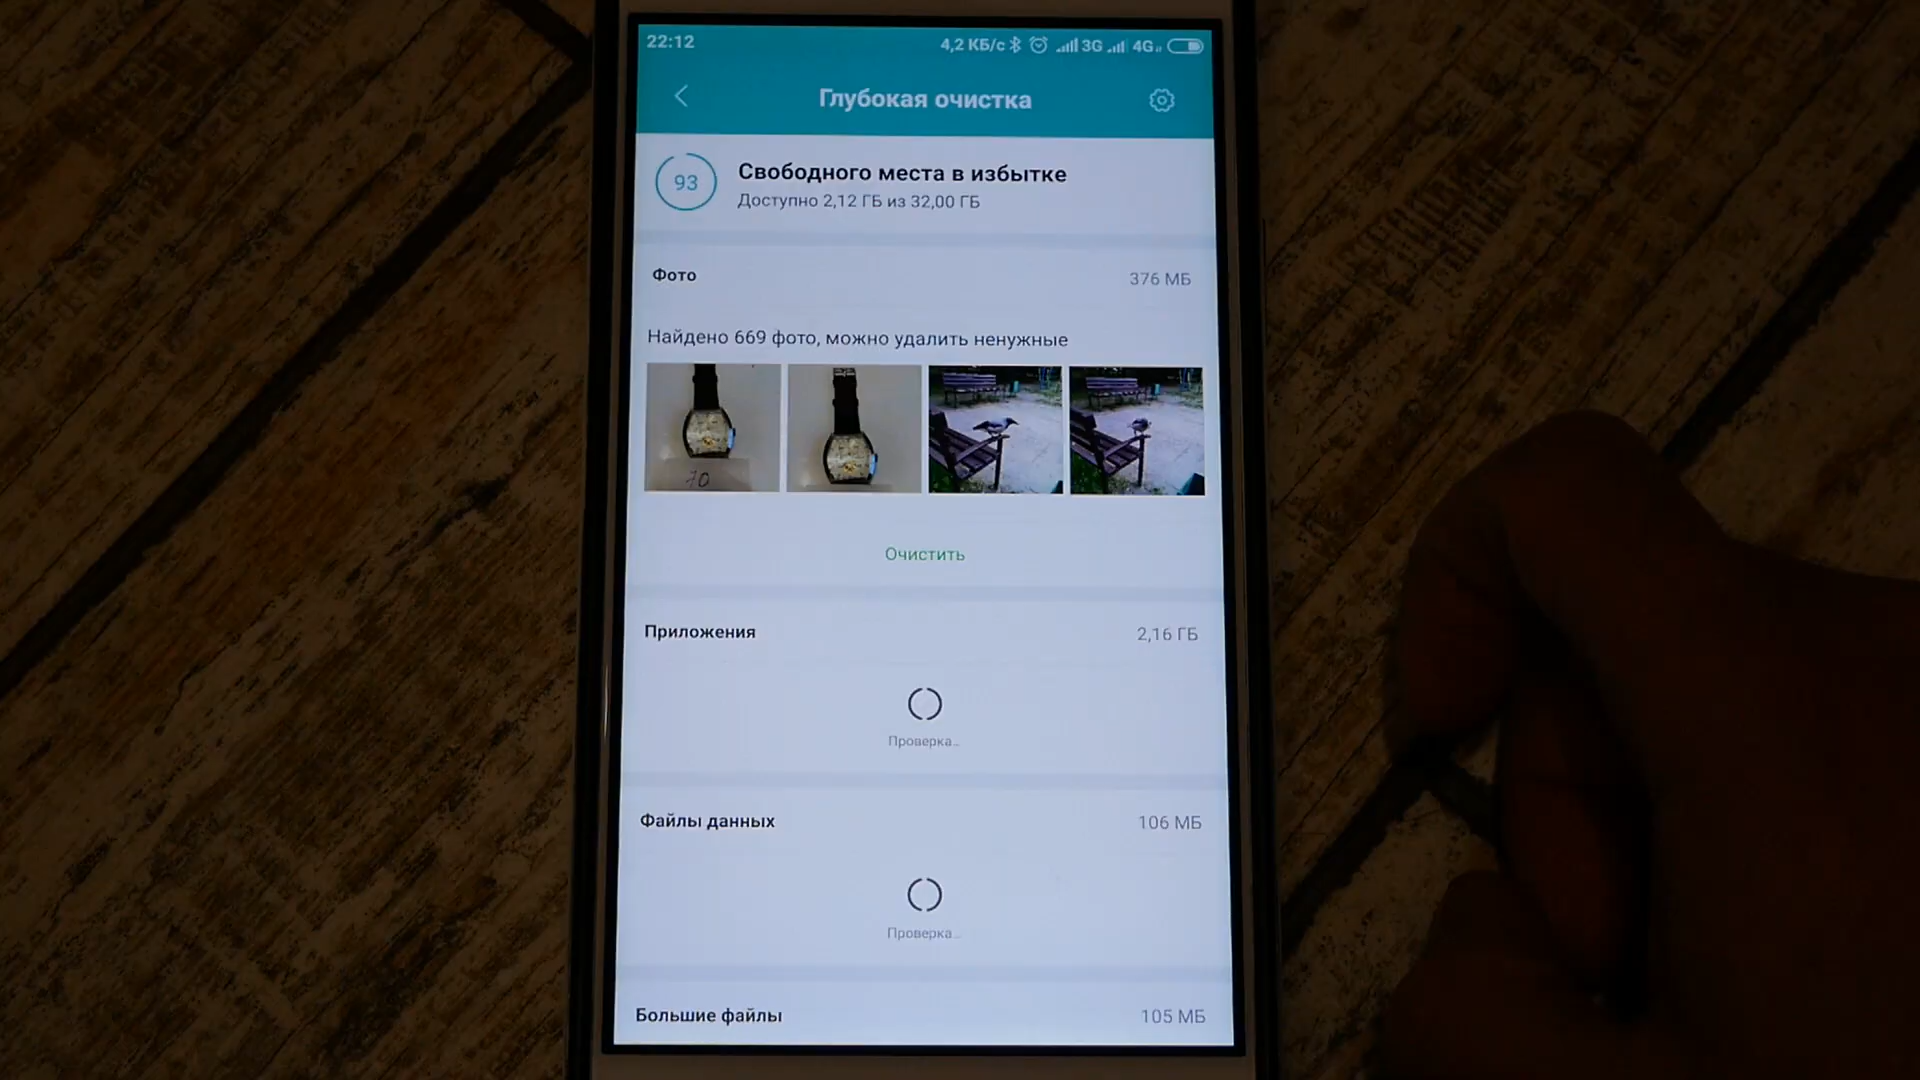 22:12
4,2 КБ/с 3G 4G
Глубокая очистка
93
Свободного места в избытке
Доступно 2,12 ГБ из 32,00 ГБ
Фото
376 МБ
Найдено 669 фото, можно удалить ненужные
70
Очистить
Приложения
2,16 ГБ
Проверка...
Файлы данных
106 МБ
Проверка...
Большие файлы
105 МБ